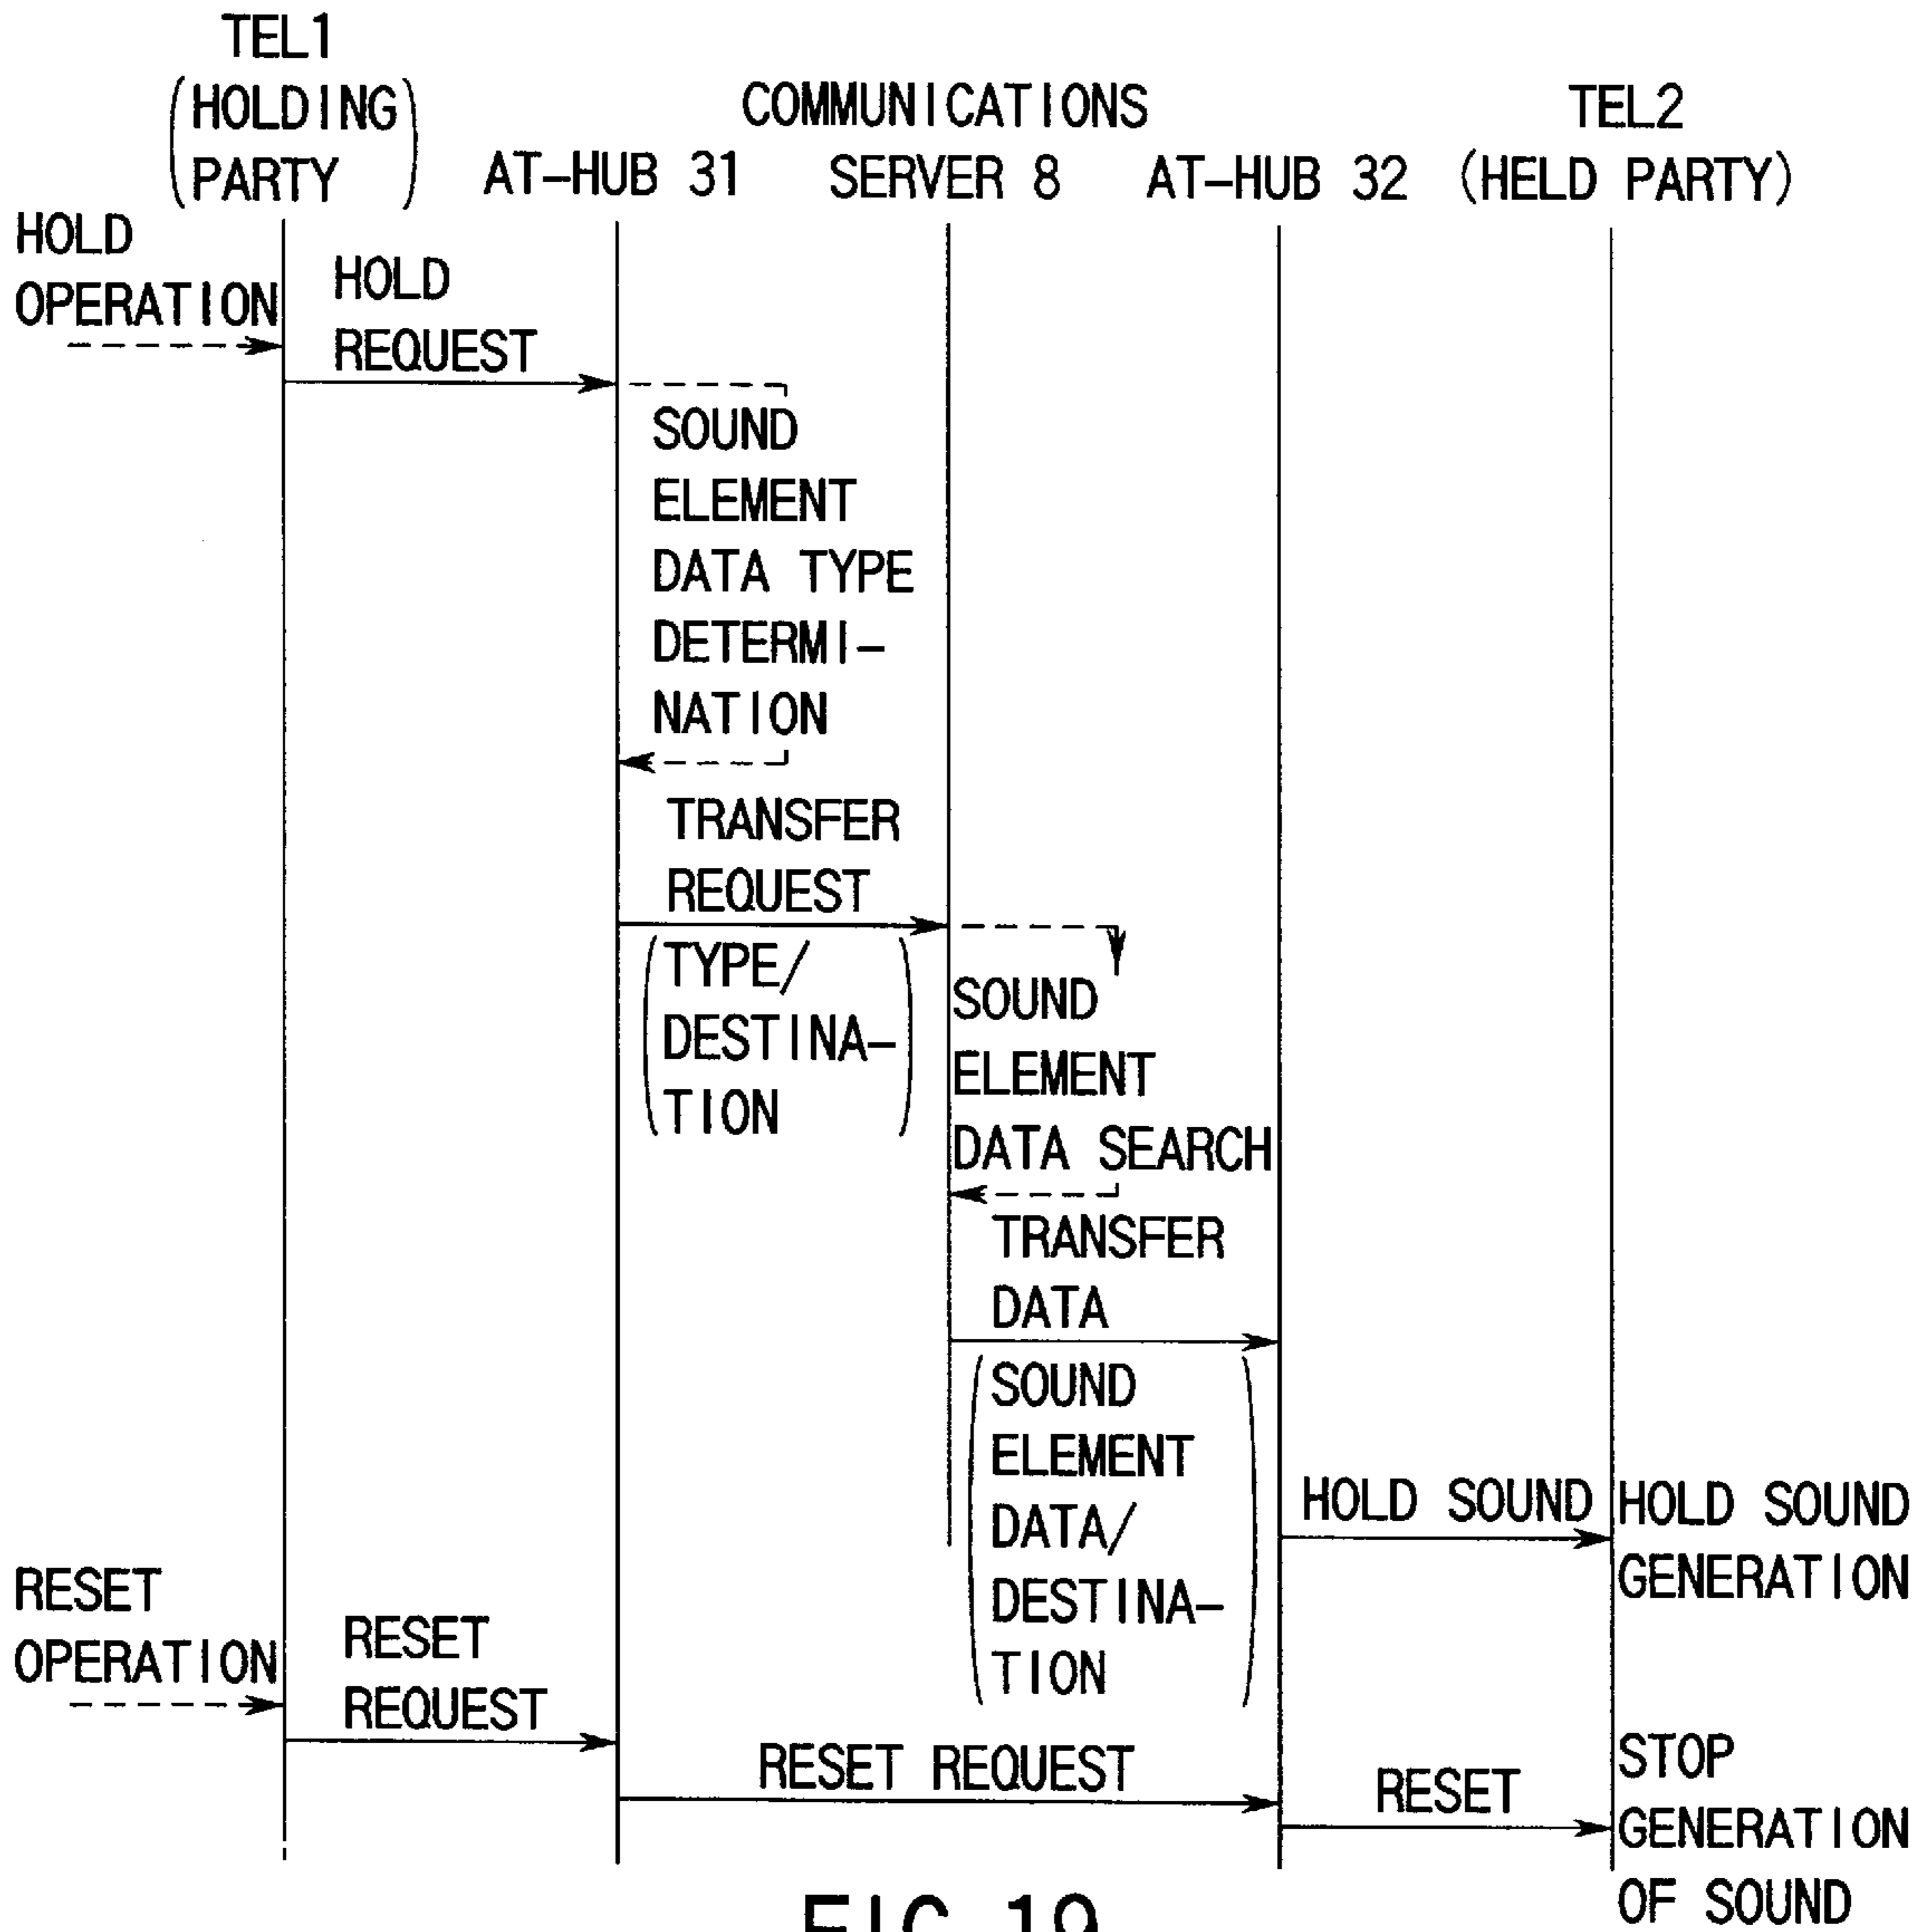 TEL1
(HOLDING
PARTY)
AT-HUB 31
COMMUNICATIONS
SERVER 8
AT-HUB 32
TEL2
(HELD PARTY)
HOLD
OPERATION
HOLD
REQUEST
SOUND
ELEMENT
DATA TYPE
DETERMI-
NATION
TRANSFER
REQUEST
(TYPE/
DESTINA-
TION)
SOUND
ELEMENT
DATA SEARCH
TRANSFER
DATA
(SOUND
ELEMENT
DATA/
DESTINA-
TION)
HOLD SOUND
HOLD SOUND
GENERATION
RESET
OPERATION
RESET
REQUEST
RESET REQUEST
RESET
STOP
GENERATION
OF SOUND
FIG. 19